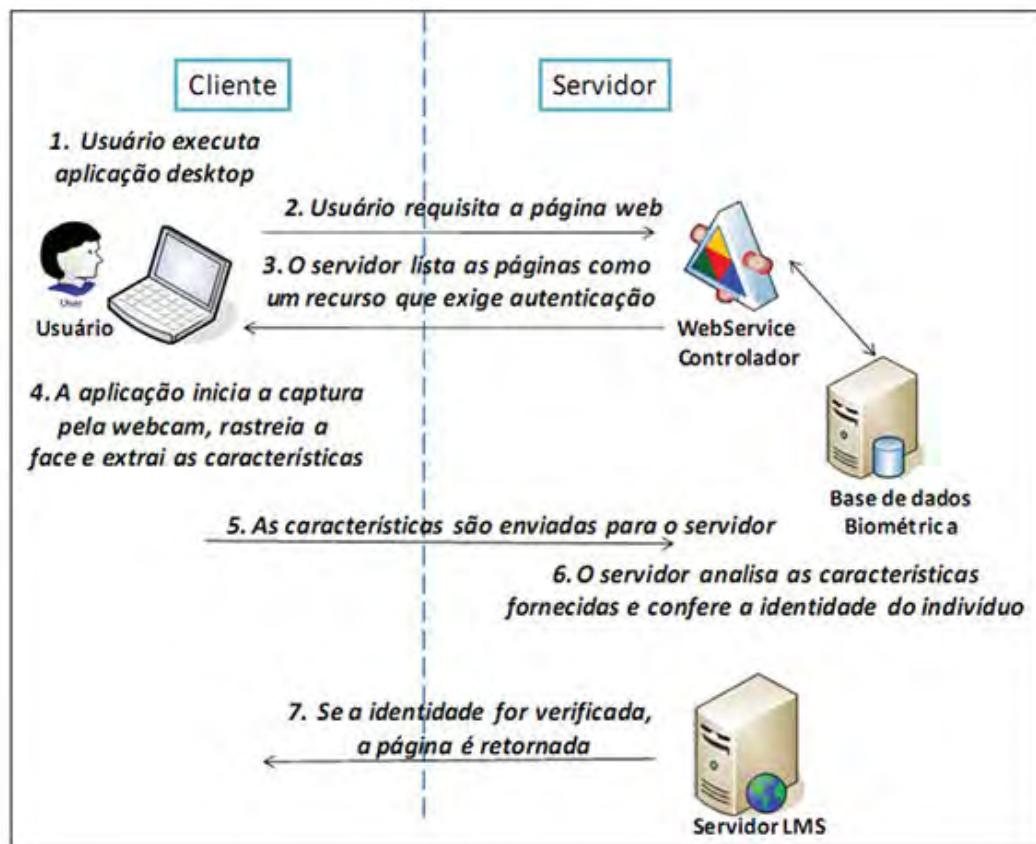 Cliente
Servidor
1. Usuário executa
aplicação desktop
2. Usuário requisita a página web
3. O servidor lista as páginas como
um recurso que exige autenticação
User
Usuário
WebService
Controlador
4. A aplicação inicia a captura
pela webcam, rastreia a
face e extrai as característícas
Base de dados
Biométrica
5. As característícas são enviadas para o servidor
6. O servidor analisa as característícas
fornecidas e confere a identidade do indivíduo
7. Se a identidade for verificada,
a página é retornada
Servidor LMS